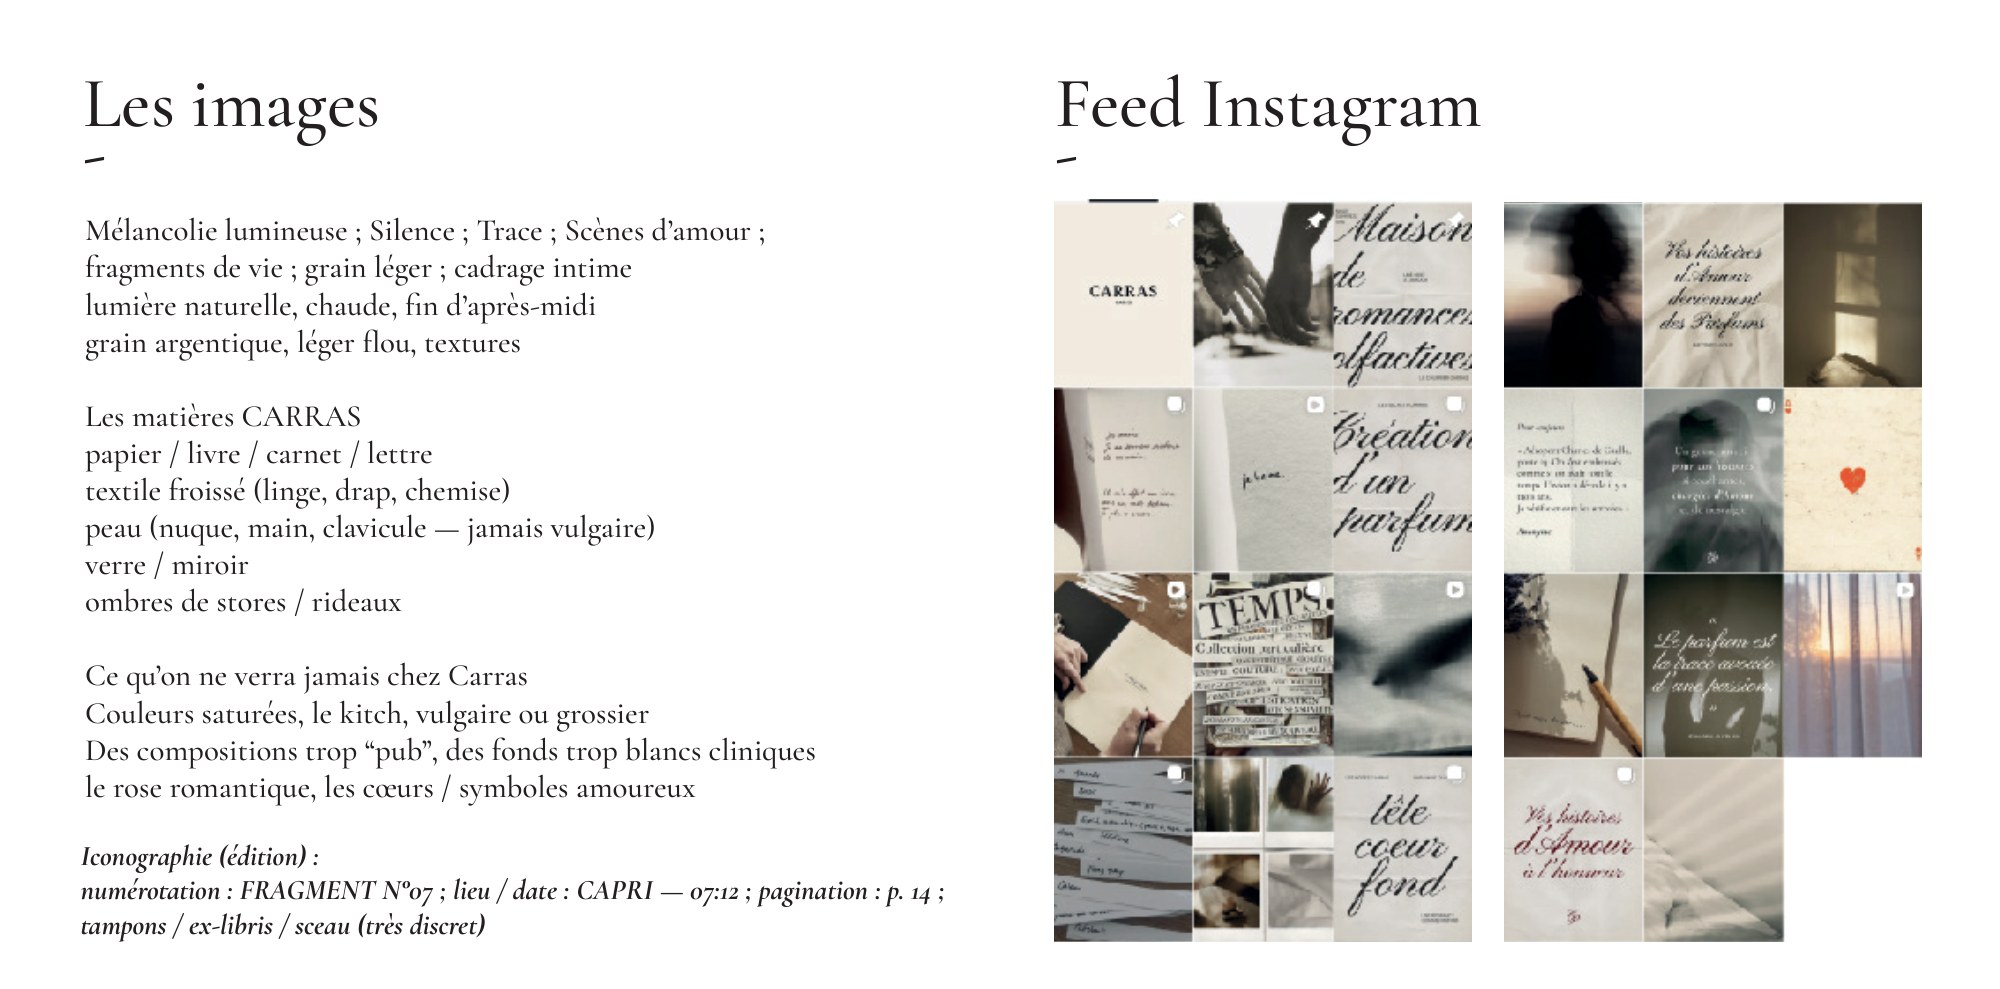 Les images
Mélancolie lumineuse ; Silence ; Trace ; Scènes d’amour ;
fragments de vie ; grain léger ; cadrage intime
lumière naturelle, chaude, fin d’après-midi
grain argentique, léger flou, textures
Les matières CARRAS
papier / livre / carnet / lettre
textile froissé (linge, drap, chemise)
peau (nuque, main, clavicule — jamais vulgaire)
verre / miroir
ombres de stores / rideaux
Ce qu’on ne verra jamais chez Carras
Couleurs saturées, le kitch, vulgaire ou grossier
Des compositions trop “pub”, des fonds trop blancs cliniques
le rose romantique, les cœurs / symboles amoureux
Iconographie (édition) :
numérotation : FRAGMENT Nº07 ; lieu / date : CAPRI — 07:12 ; pagination : p. 14 ;
tampons / ex-libris / sceau (très discret)
Feed Instagram
CARRAS
Maison
de
romances
olfactives
Création
d'un
parfum
TEMPS
Collection particulière
tête
coeur
fond
Vos histoires
d'Amour
deviennent
des Parfums
Pour toujours
Anonyme
“
Le parfum est
la trace avouée
d'une passion.
”
Vos histoires
d'Amour
à l'honneur